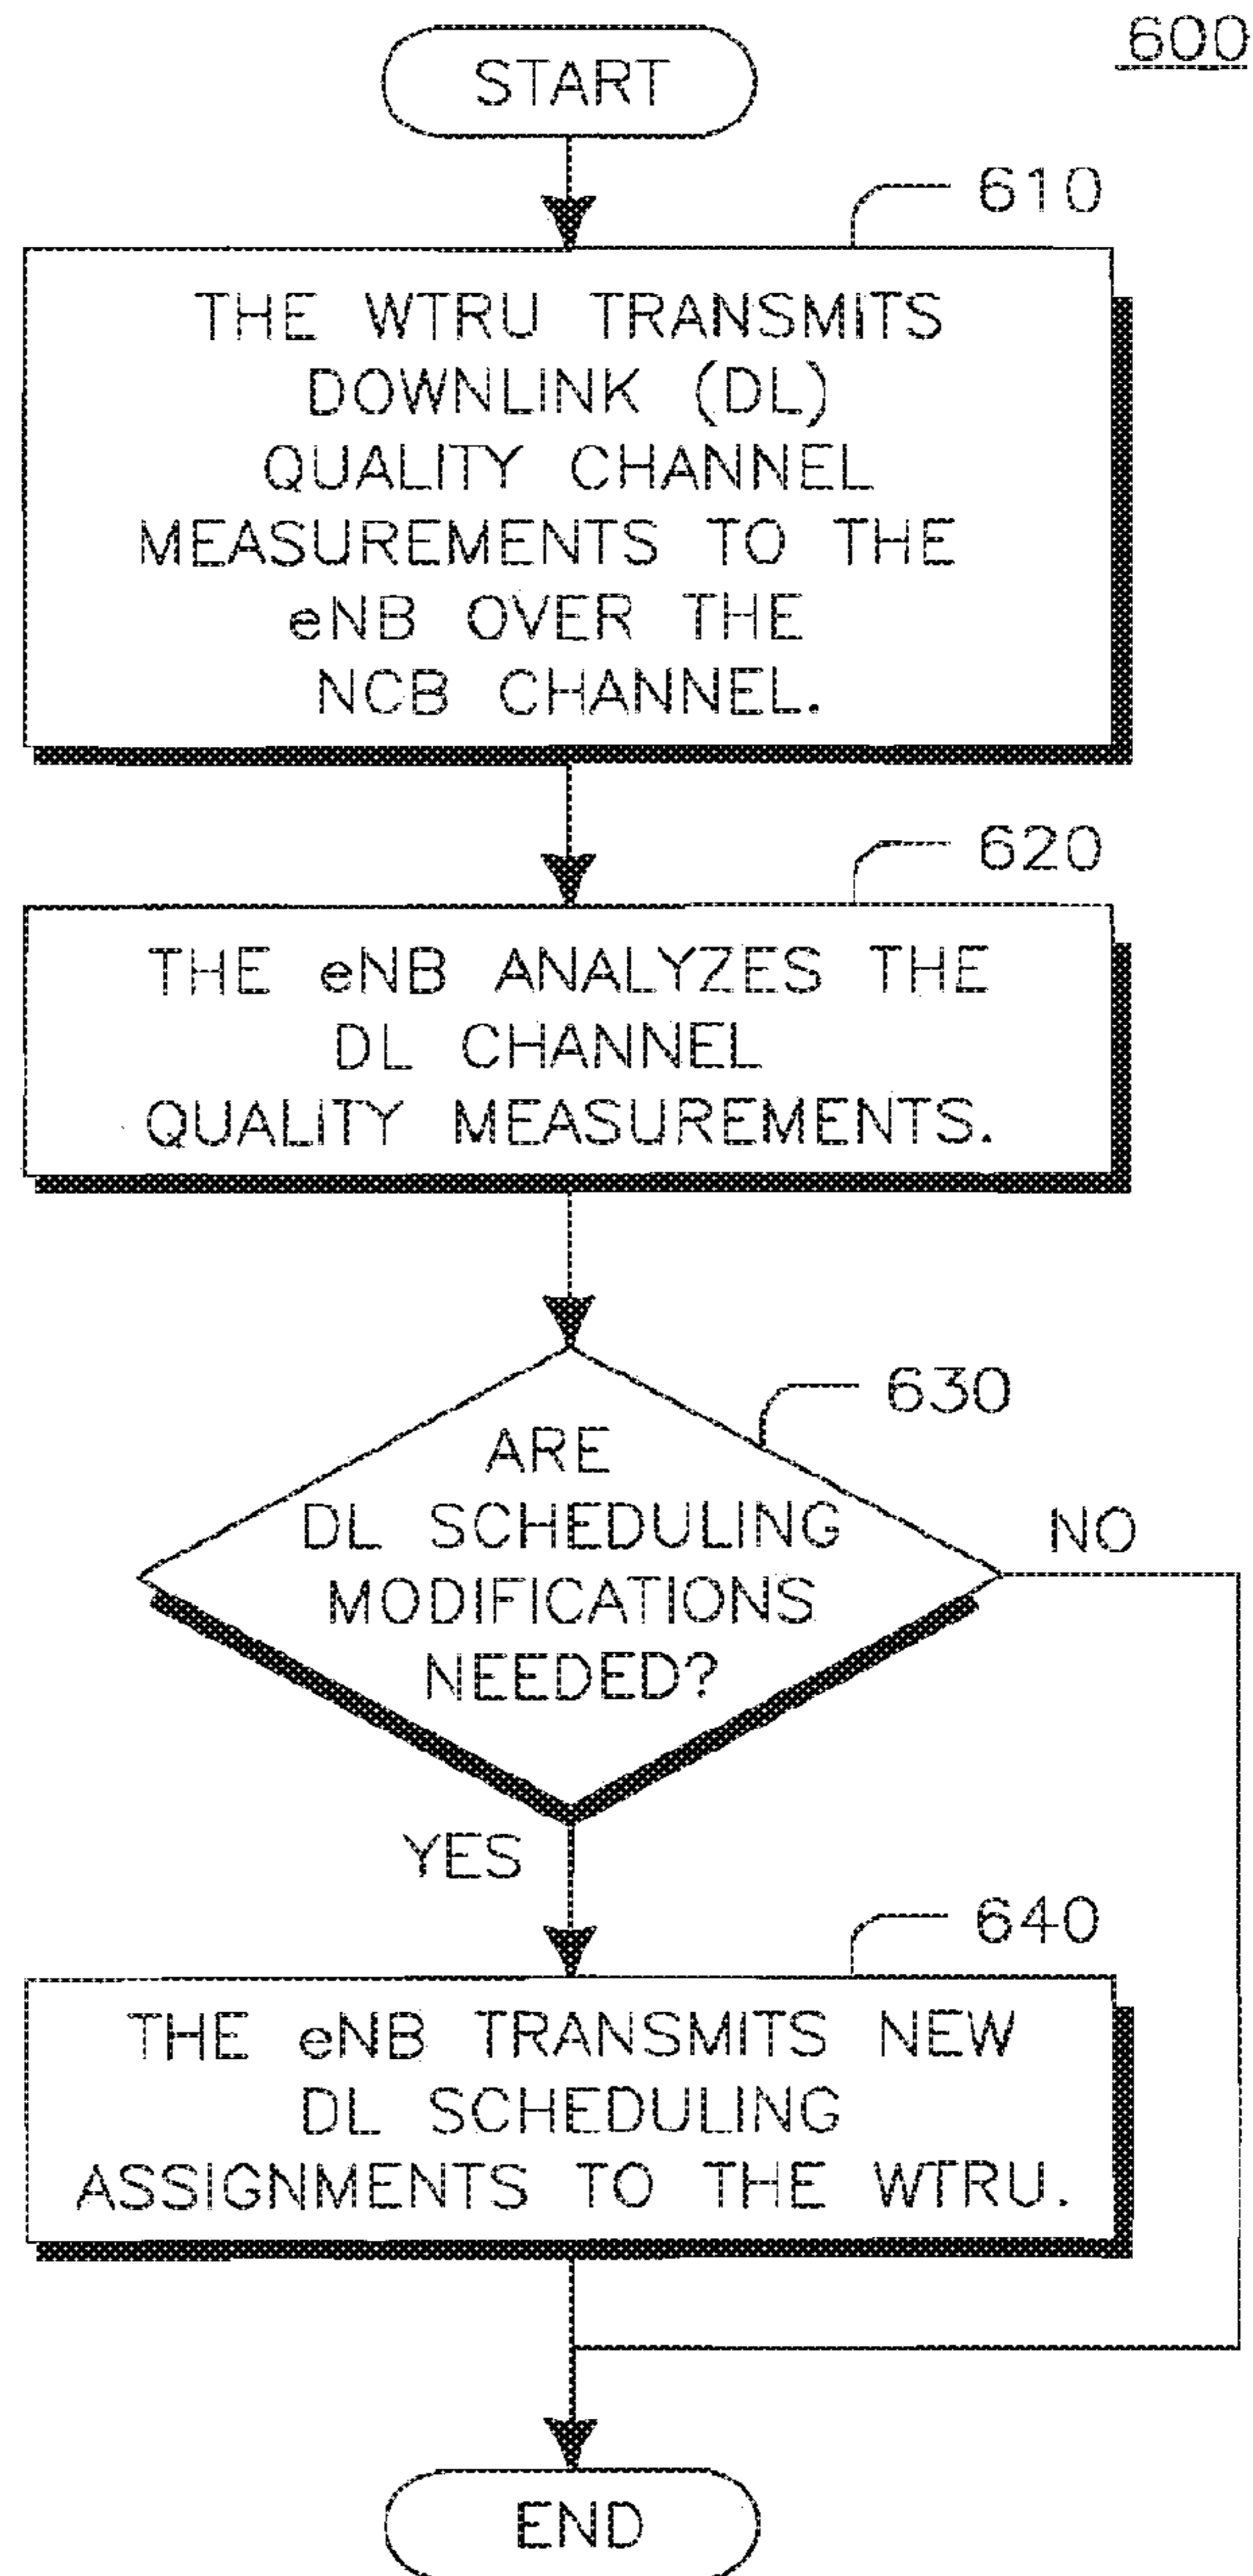 600
START
610
THE WTRU TRANSMITS
DOWNLINK (DL)
QUALITY CHANNEL
MEASUREMENTS TO THE
eNB OVER THE
NCB CHANNEL.
620
THE eNB ANALYZES THE
DL CHANNEL
QUALITY MEASUREMENTS.
630
ARE
DL SCHEDULING
MODIFICATIONS
NEEDED?
NO
YES
640
THE eNB TRANSMITS NEW
DL SCHEDULING
ASSIGNMENTS TO THE WTRU.
END